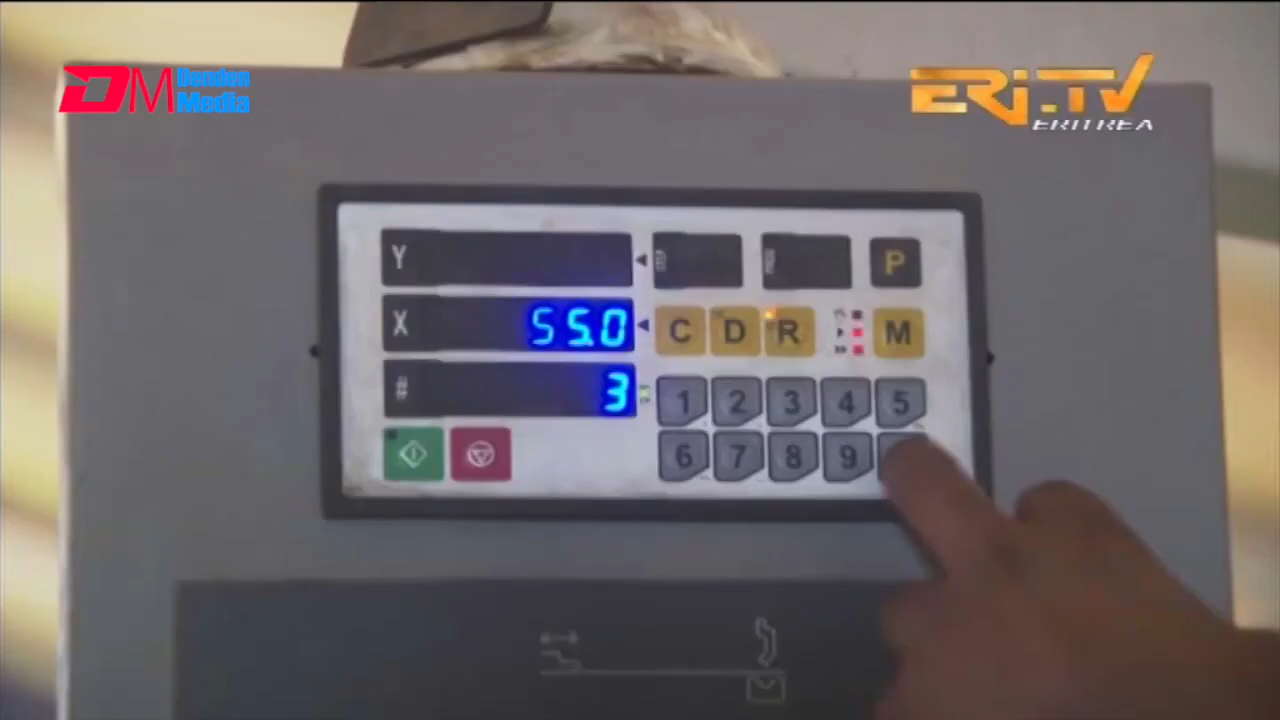 DM Denden
Media
ERi.TV
ERITREA
Y
P
X 55.0
C D R M
# 3
1 2 3 4 5
6 7 8 9